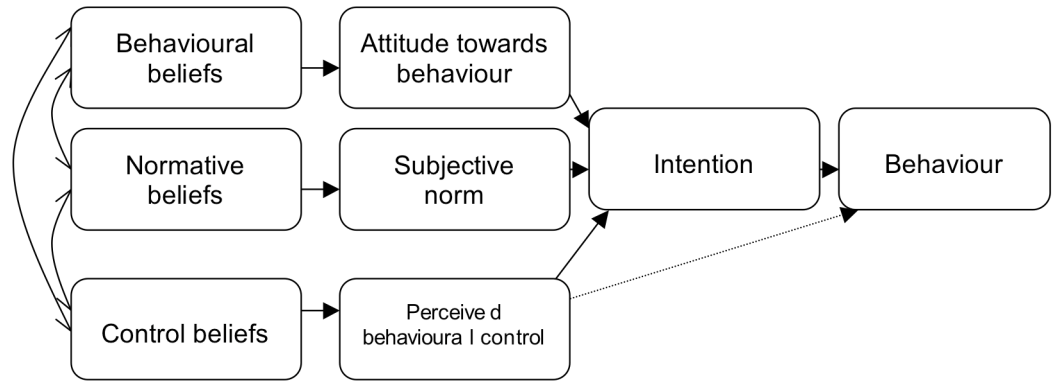 Behavioural
beliefs
Attitude towards
behaviour
Normative
beliefs
Subjective
norm
Intention
Behaviour
Control beliefs
Perceive d
behavioura l control